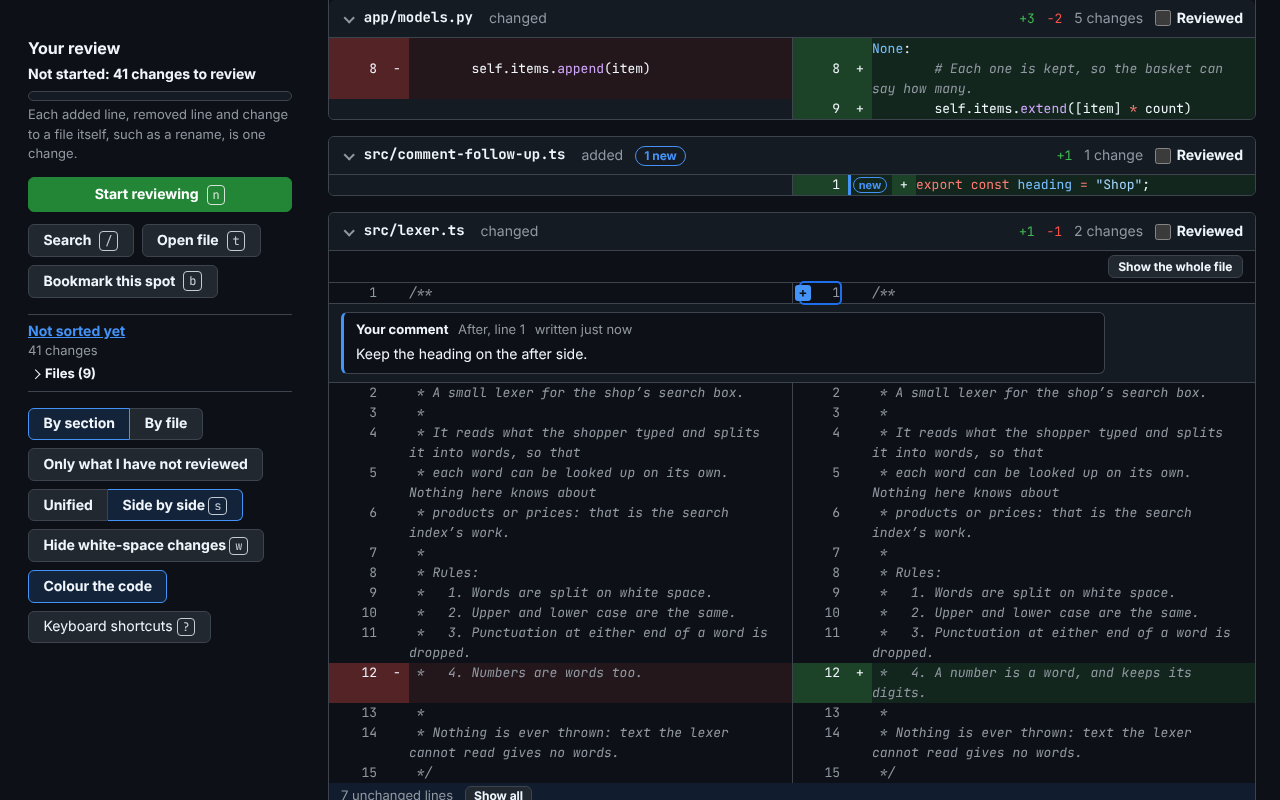 Your review
Not started: 41 changes to review
Each added line, removed line and change
to a file itself, such as a rename, is one
change.
Start reviewing n
Search / Open file t
Bookmark this spot b
Not sorted yet
41 changes
Files (9)
By section By file
Only what I have not reviewed
Unified Side by side s
Hide white-space changes w
Colour the code
Keyboard shortcuts ?
app/models.py changed +3 -2 5 changes Reviewed
None:
8 - self.items.append(item) 8 + # Each one is kept, so the basket can
say how many.
9 + self.items.extend([item] * count)
src/comment-follow-up.ts added 1 new +1 1 change Reviewed
1 new + export const heading = "Shop";
src/lexer.ts changed +1 -1 2 changes Reviewed
Show the whole file
1 /** + 1 /**
Your comment After, line 1 written just now
Keep the heading on the after side.
2 * A small lexer for the shop’s search box. 2 * A small lexer for the shop’s search box.
3 * 3 *
4 * It reads what the shopper typed and splits 4 * It reads what the shopper typed and splits
it into words, so that it into words, so that
5 * each word can be looked up on its own. 5 * each word can be looked up on its own.
Nothing here knows about Nothing here knows about
6 * products or prices: that is the search 6 * products or prices: that is the search
index’s work. index’s work.
7 * 7 *
8 * Rules: 8 * Rules:
9 * 1. Words are split on white space. 9 * 1. Words are split on white space.
10 * 2. Upper and lower case are the same. 10 * 2. Upper and lower case are the same.
11 * 3. Punctuation at either end of a word is 11 * 3. Punctuation at either end of a word is
dropped. dropped.
12 - * 4. Numbers are words too. 12 + * 4. A number is a word, and keeps its
digits.
13 * 13 *
14 * Nothing is ever thrown: text the lexer 14 * Nothing is ever thrown: text the lexer
cannot read gives no words. cannot read gives no words.
15 */ 15 */
7 unchanged lines Show all